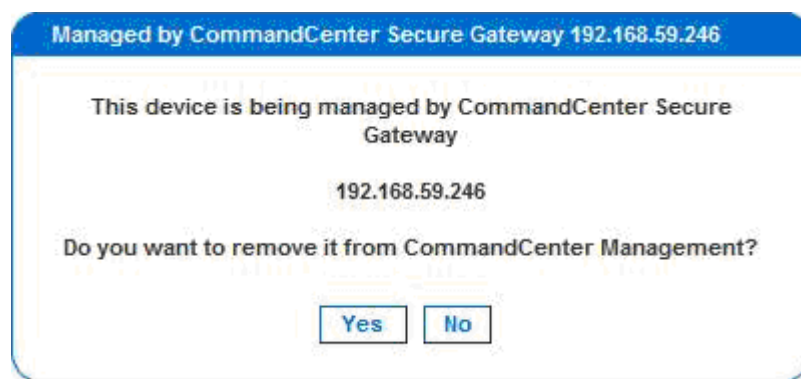 Managed by CommandCenter Secure Gateway 192.168.59.246
This device is being managed by CommandCenter Secure
Gateway
192.168.59.246
Do you want to remove it from CommandCenter Management?
Yes No